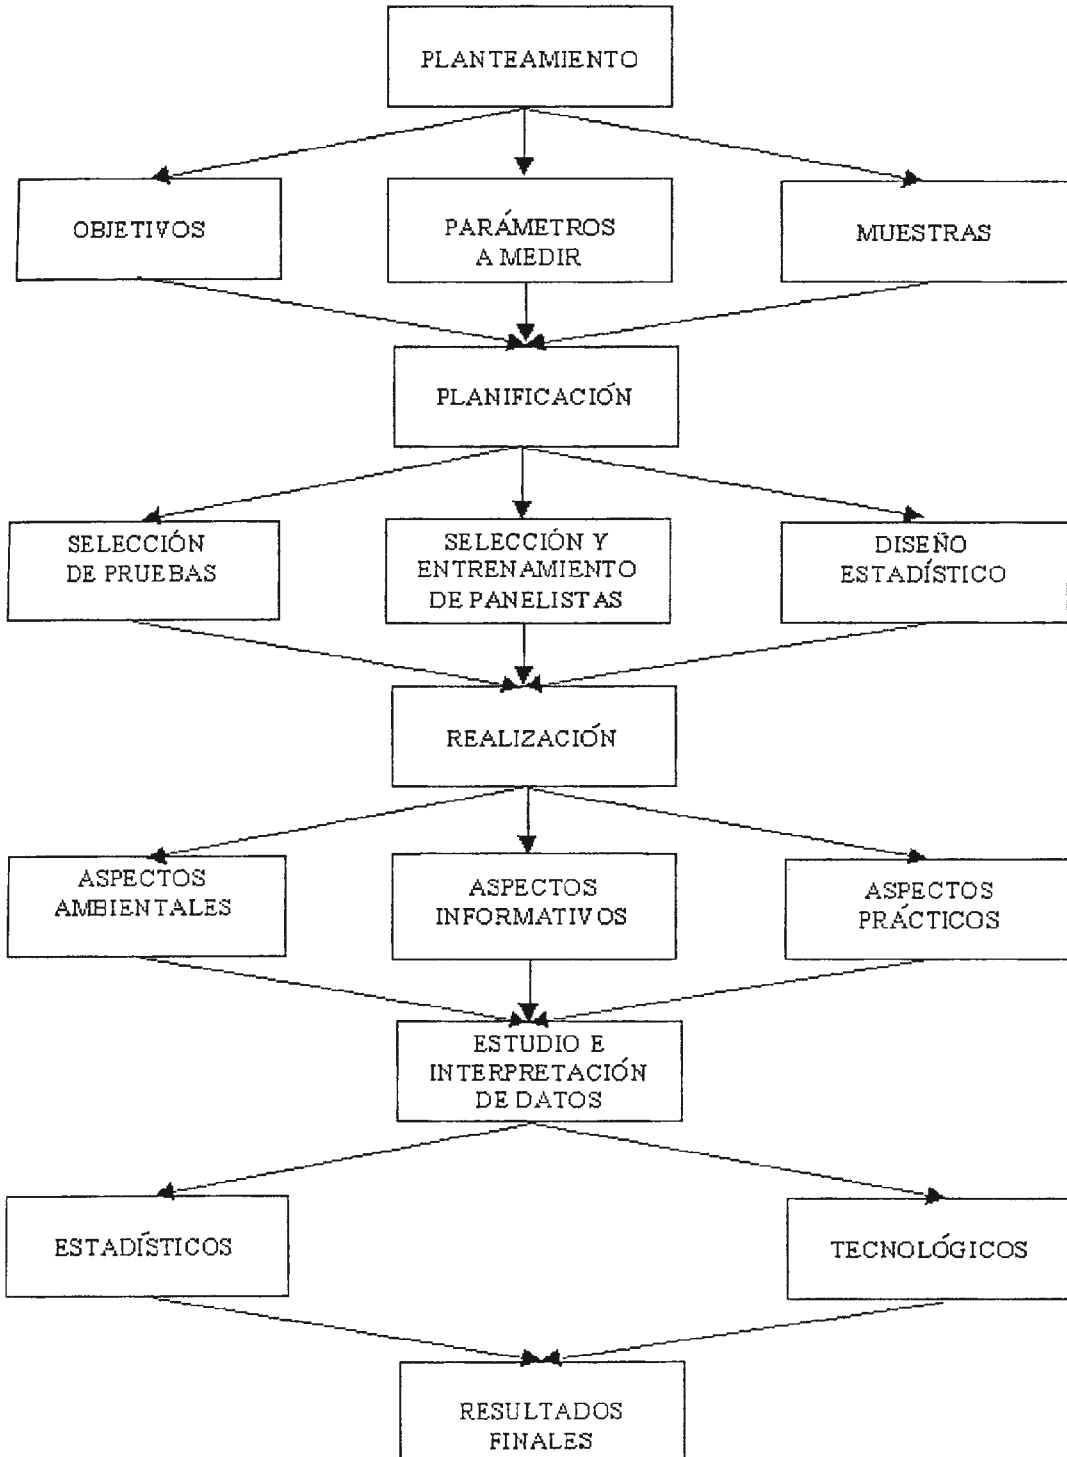 PLANTEAMIENTO
OBJETIVOS
PARÁMETROS
A MEDIR
MUESTRAS
PLANIFICACIÓN
SELECCIÓN
DE PRUEBAS
SELECCIÓN Y
ENTRENAMIENTO
DE PANELISTAS
DISEÑO
ESTADÍSTICO
REALIZACIÓN
ASPECTOS
AMBIENTALES
ASPECTOS
INFORMATIVOS
ASPECTOS
PRÁCTICOS
ESTUDIO E
INTERPRETACIÓN
DE DATOS
ESTADÍSTICOS
TECNOLÓGICOS
RESULTADOS
FINALES